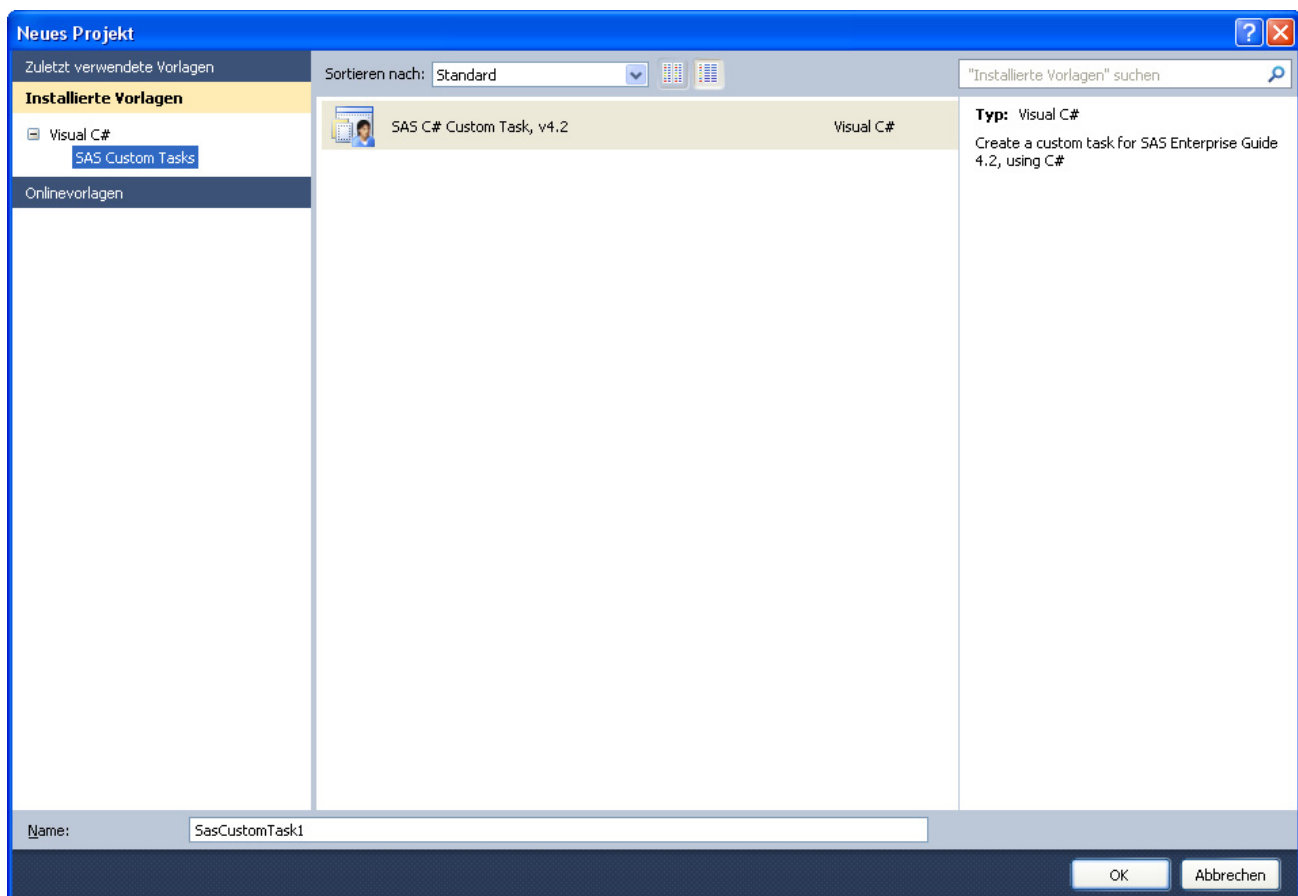 Neues Projekt
Zuletzt verwendete Vorlagen
Installierte Vorlagen
Visual C#
SAS Custom Tasks
Onlinevorlagen
Sortieren nach: Standard
SAS C# Custom Task, v4.2 Visual C#
"Installierte Vorlagen" suchen
Typ: Visual C#
Create a custom task for SAS Enterprise Guide
4.2, using C#
Name: SasCustomTask1
OK Abbrechen